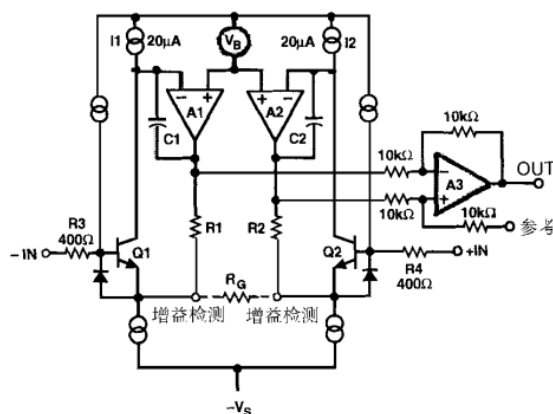 I1
20μA
VB
20μA
I2
A1
A2
C1
C2
10kΩ
10kΩ
A3
OUT
10kΩ
10kΩ
参考
R1
R2
R3
400Ω
-IN
Q1
Q2
+IN
R4
400Ω
RG
增益检测
增益检测
-VS